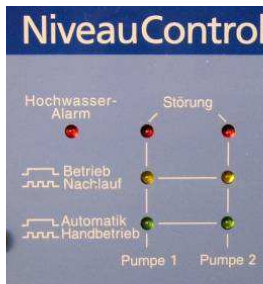 NiveauControl
Hochwasser-
Alarm
Störung
Betrieb
Nachlauf
Automatik
Handbetrieb
Pumpe 1 Pumpe 2